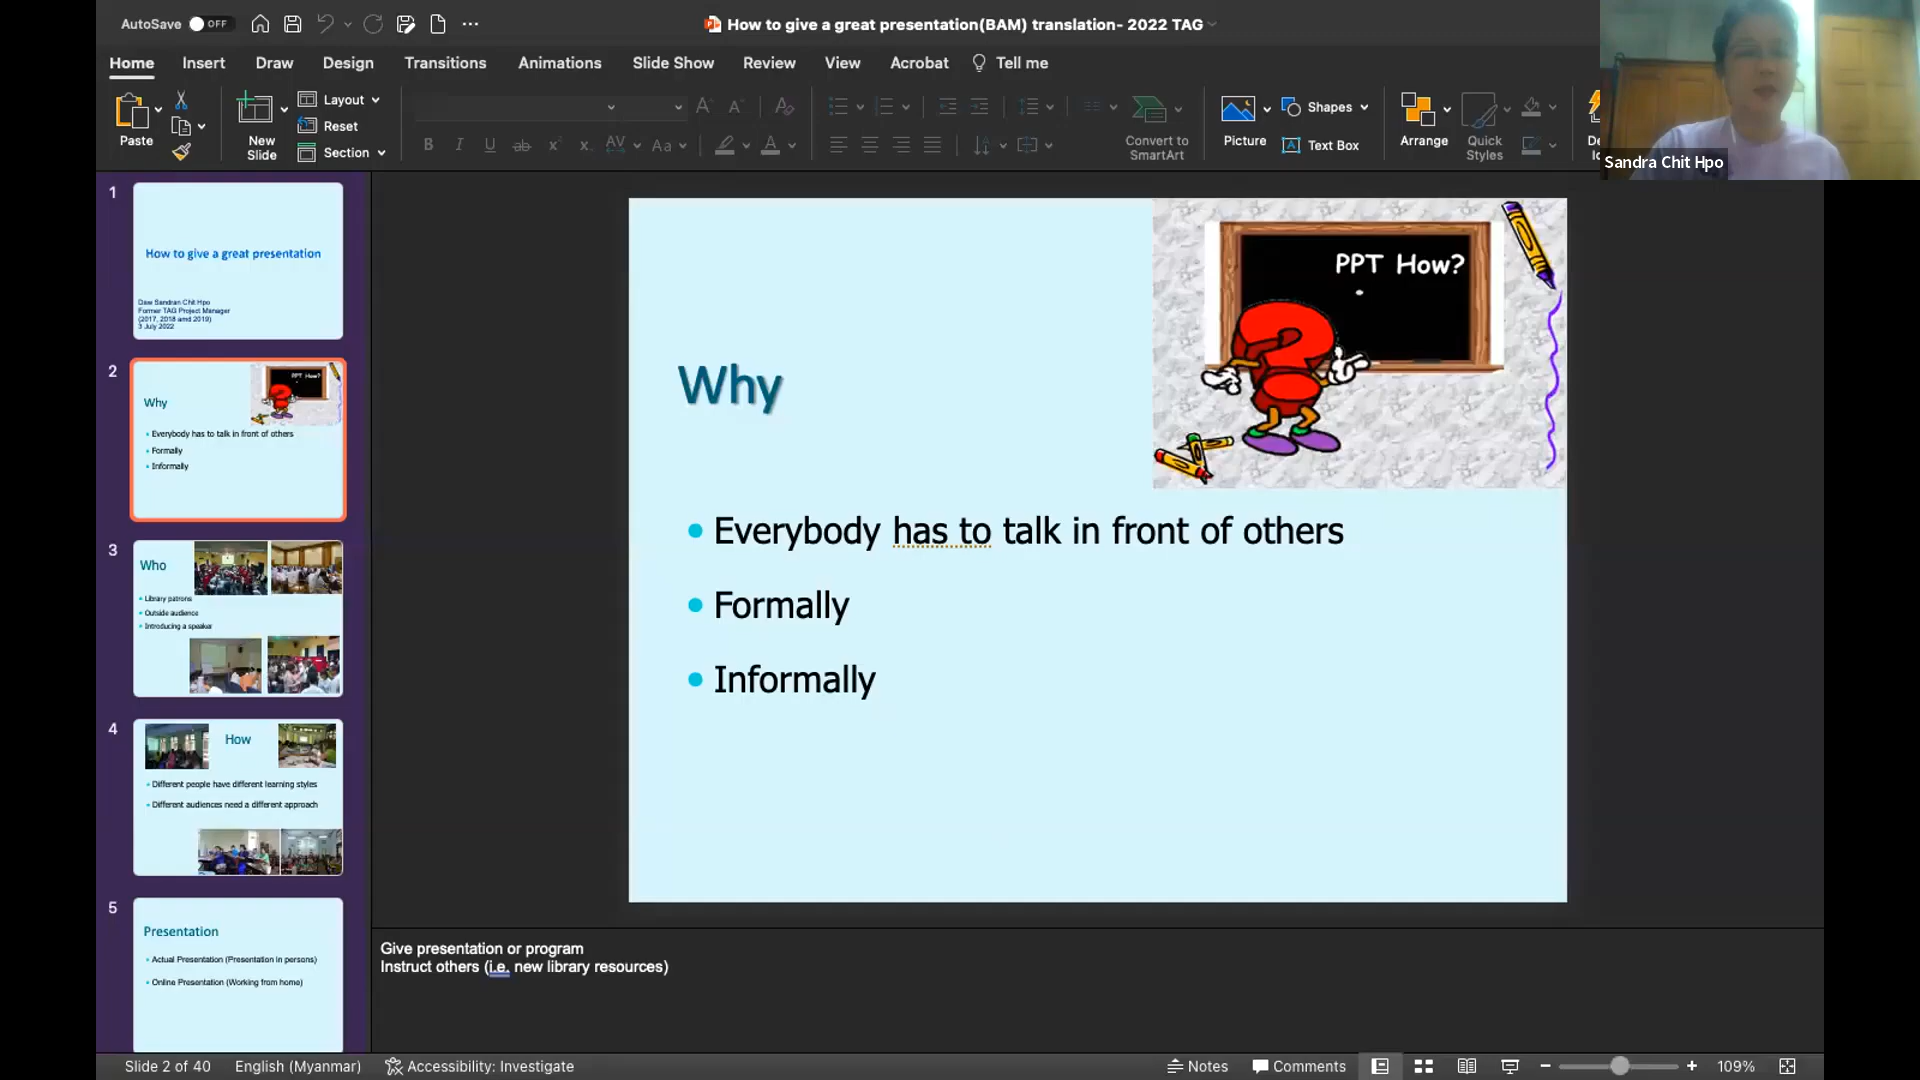 AutoSave OFF
How to give a great presentation(BAM) translation- 2022 TAG
Home Insert Draw Design Transitions Animations Slide Show Review View Acrobat Tell me
Paste
New
Slide
Layout
Reset
Section
Convert to
SmartArt
Picture
Shapes
Text Box
Arrange
Quick
Styles
Sandra Chit Hpo
1
How to give a great presentation
Daw Sandran Chit Hpo
Former TAG Project Manager
(2017, 2018 amd 2019)
3 July 2022
2
Why
PPT How?
Everybody has to talk in front of others
Formally
Informally
3
Who
Library patrons
Outside audience
Introducing a speaker
4
How
Different people have different learning styles
Different audiences need a different approach
5
Presentation
Actual Presentation (Presentation in persons)
Online Presentation (Working from home)
PPT How?
Why
Everybody has to talk in front of others
Formally
Informally
Give presentation or program
Instruct others (i.e. new library resources)
Slide 2 of 40 English (Myanmar) Accessibility: Investigate Notes Comments 109%